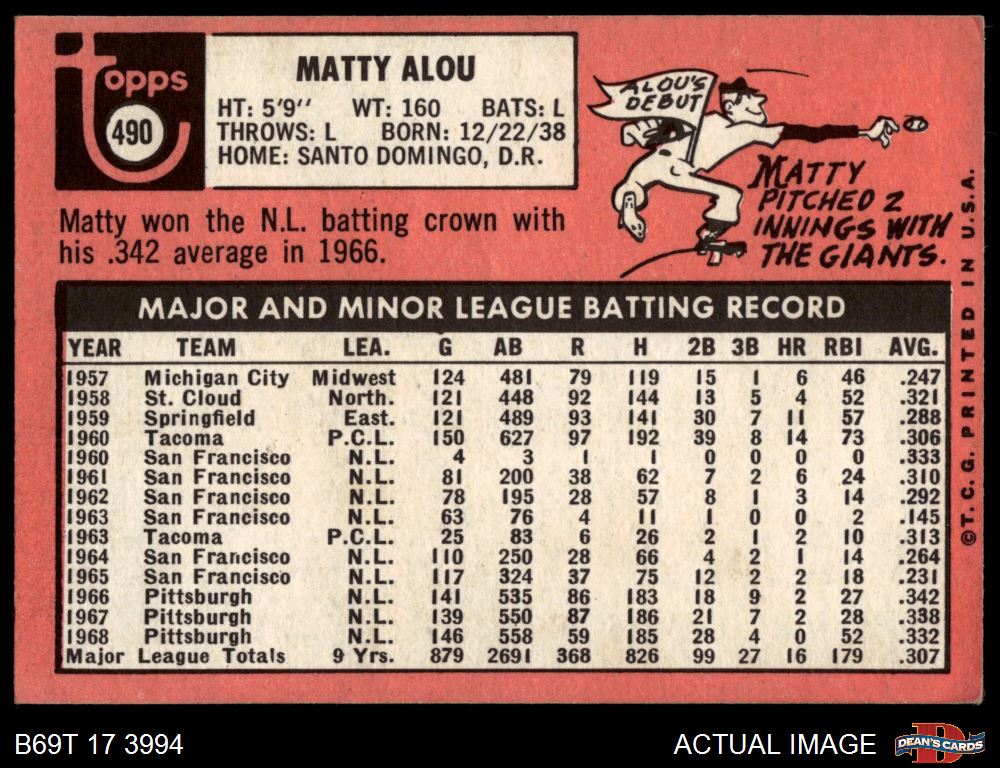 Topps
490
MATTY ALOU
HT: 5'9" WT: 160 BATS: L
THROWS: L BORN: 12/22/38
HOME: SANTO DOMINGO, D.R.
Matty won the N.L. batting crown with
his .342 average in 1966.
ALOU'S
DEBUT
MATTY
PITCHED 2
INNINGS WITH
THE GIANTS.
MAJOR AND MINOR LEAGUE BATTING RECORD
YEAR TEAM LEA. G AB R H 2B 3B HR RBI AVG.
1957 Michigan City Midwest 124 481 79 119 15 1 6 46 .247
1958 St. Cloud North. 121 448 92 144 13 5 4 52 .321
1959 Springfield East. 121 489 93 141 30 7 11 57 .288
1960 Tacoma P.C.L. 150 627 97 192 39 8 14 73 .306
1960 San Francisco N.L. 4 3 1 1 0 0 0 0 .333
1961 San Francisco N.L. 81 200 38 62 7 2 6 24 .310
1962 San Francisco N.L. 78 195 28 57 8 1 3 14 .292
1963 San Francisco N.L. 63 76 4 11 1 0 0 2 .145
1963 Tacoma P.C.L. 25 83 6 26 2 1 2 10 .313
1964 San Francisco N.L. 110 250 28 66 4 2 1 14 .264
1965 San Francisco N.L. 117 324 37 75 12 2 2 18 .231
1966 Pittsburgh N.L. 141 535 86 183 18 9 2 27 .342
1967 Pittsburgh N.L. 139 550 87 186 21 7 2 28 .338
1968 Pittsburgh N.L. 146 558 59 185 28 4 0 52 .332
Major League Totals 9 Yrs. 879 2691 368 826 99 27 16 179 .307
©T.C.G. PRINTED IN U.S.A.
B69T 17 3994
ACTUAL IMAGE
D
DEAN'S CARDS